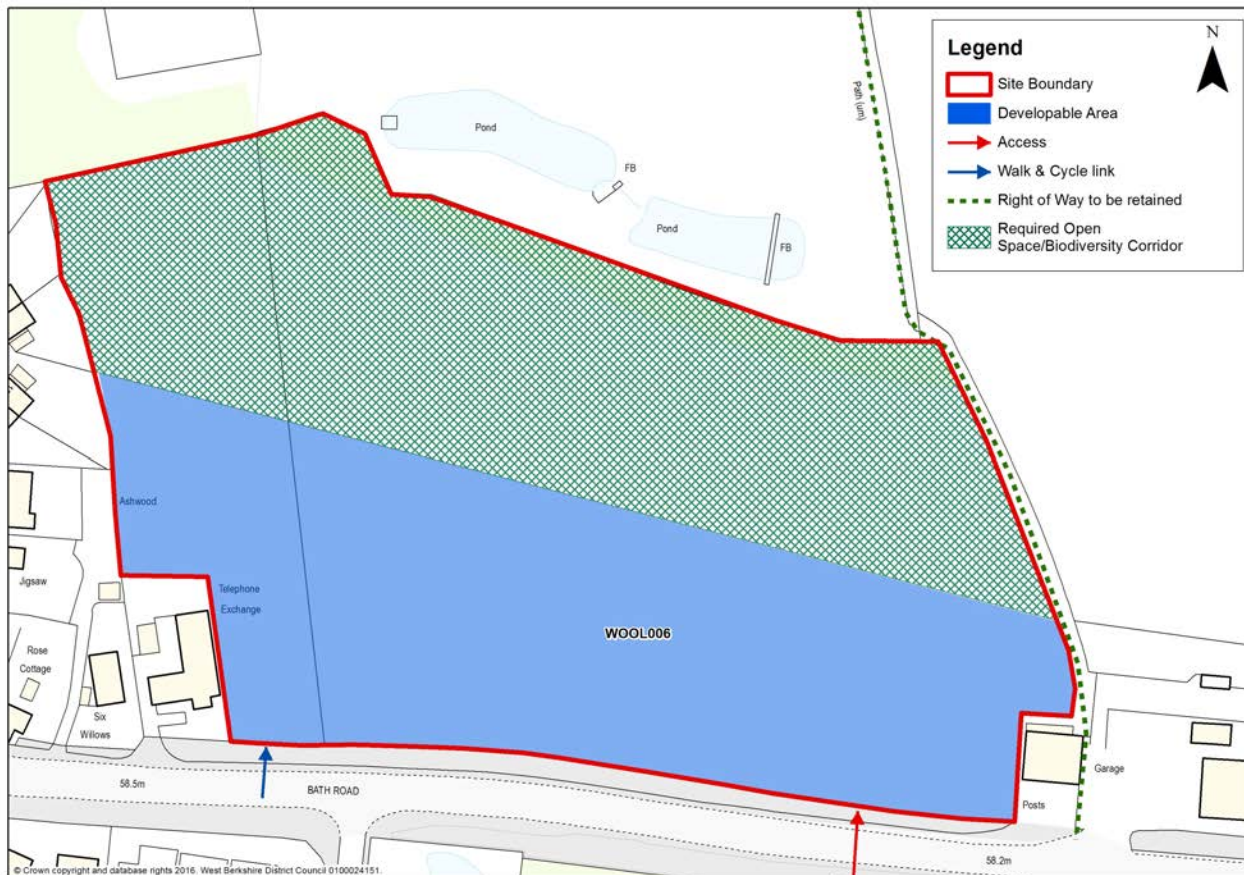 Legend
N
Site Boundary
Developable Area
Access
Walk & Cycle link
Right of Way to be retained
Required Open
Space/Biodiversity Corridor
Path (um)
Pond
FB
Pond
FB
Ashwood
Jigsaw
Telephone
Exchange
WOOL006
Rose
Cottage
Six
Willows
Garage
Posts
58.5m
BATH ROAD
58.2m
© Crown copyright and database rights 2016. West Berkshire District Council 0100024151.